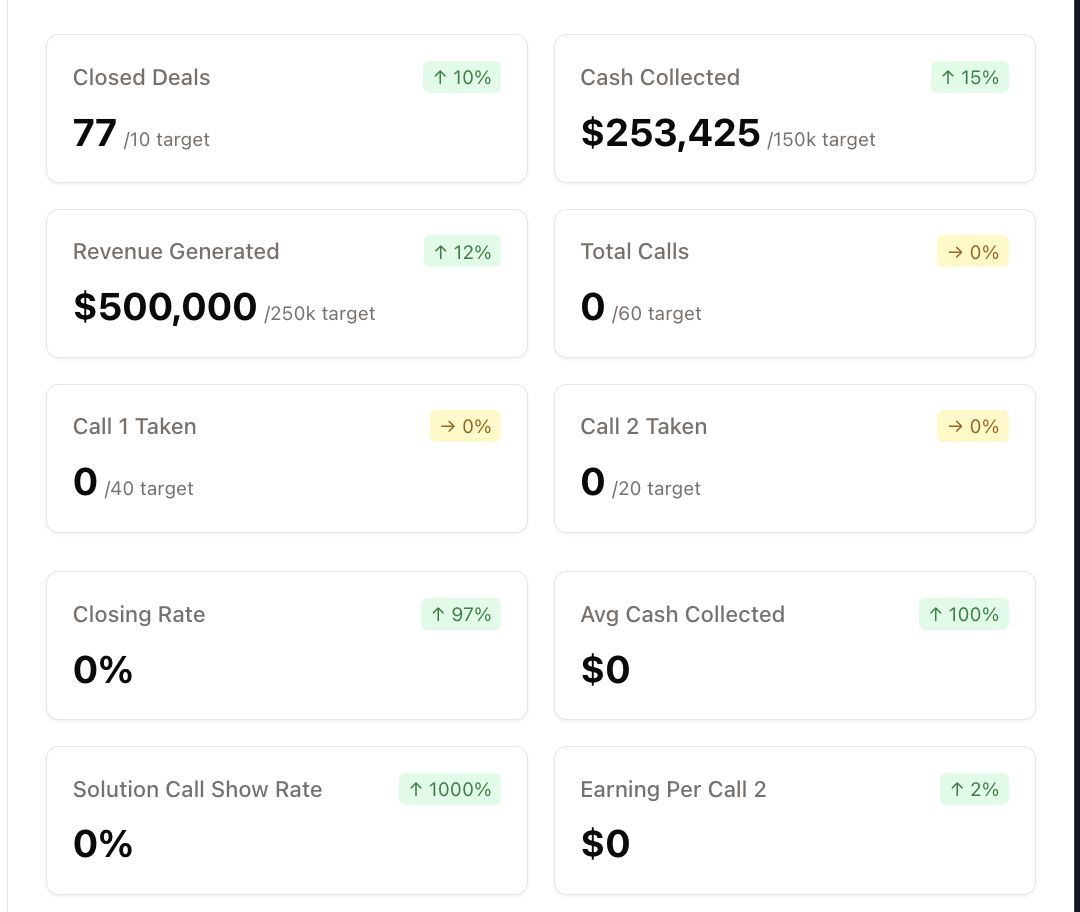 Closed Deals ↑ 10%
77 /10 target
Cash Collected ↑ 15%
$253,425 /150k target
Revenue Generated ↑ 12%
$500,000 /250k target
Total Calls → 0%
0 /60 target
Call 1 Taken → 0%
0 /40 target
Call 2 Taken → 0%
0 /20 target
Closing Rate ↑ 97%
0%
Avg Cash Collected ↑ 100%
$0
Solution Call Show Rate ↑ 1000%
0%
Earning Per Call 2 ↑ 2%
$0